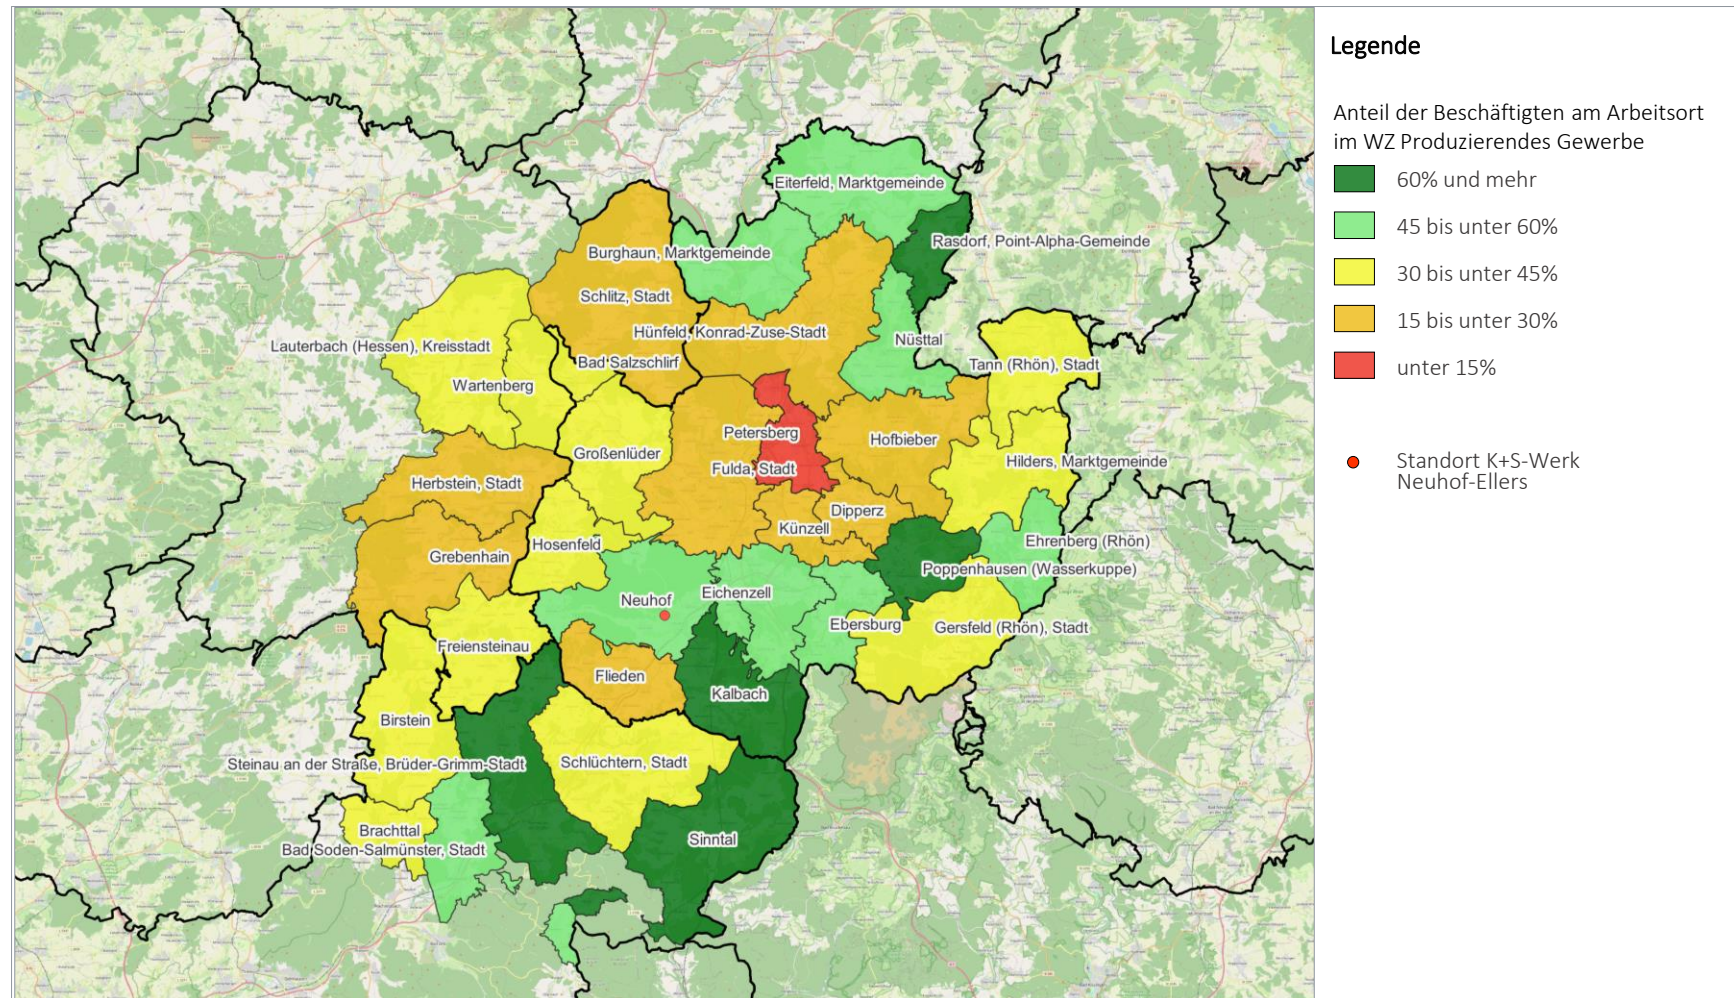 Legende
Anteil der Beschäftigten am Arbeitsort
im WZ Produzierendes Gewerbe
60% und mehr
45 bis unter 60%
30 bis unter 45%
15 bis unter 30%
unter 15%
Standort K+S-Werk
Neuhof-Ellers
Eiterfeld, Marktgemeinde
Rasdorf, Point-Alpha-Gemeinde
Burghaun, Marktgemeinde
Schlitz, Stadt
Hünfeld, Konrad-Zuse-Stadt
Nüsttal
Lauterbach (Hessen), Kreisstadt
Bad Salzschlirf
Tann (Rhön), Stadt
Wartenberg
Petersberg
Hofbieber
Großenlüder
Hilders, Marktgemeinde
Fulda, Stadt
Herbstein, Stadt
Dipperz
Künzell
Hosenfeld
Ehrenberg (Rhön)
Grebenhain
Poppenhausen (Wasserkuppe)
Eichenzell
Neuhof
Ebersburg
Gersfeld (Rhön), Stadt
Freiensteinau
Flieden
Kalbach
Birstein
Steinau an der Straße, Brüder-Grimm-Stadt
Schlüchtern, Stadt
Brachttal
Sinntal
Bad Soden-Salmünster, Stadt